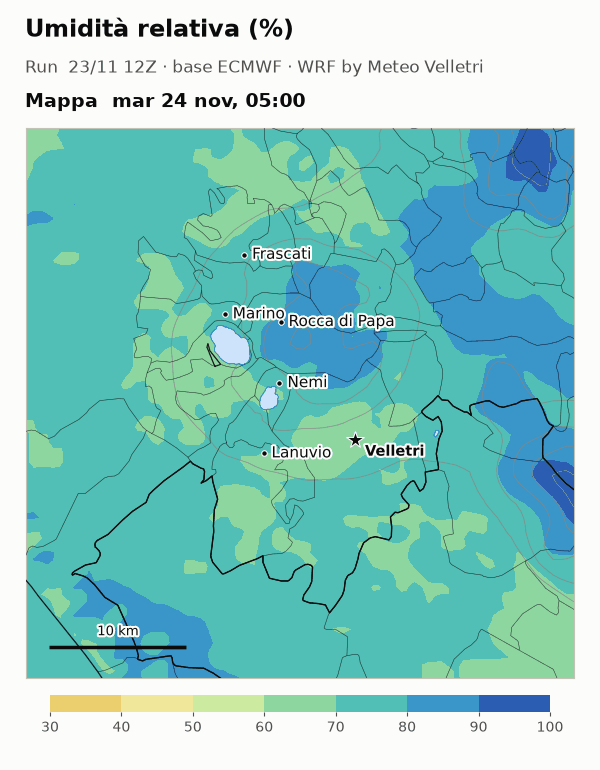 Umidità relativa (%)
Run  23/11 12Z · base ECMWF · WRF by Meteo Velletri
Mappa  mar 24 nov, 05:00
Frascati
Marino
Rocca di Papa
Nemi
Velletri
Lanuvio
10 km
30 40 50 60 70 80 90 100